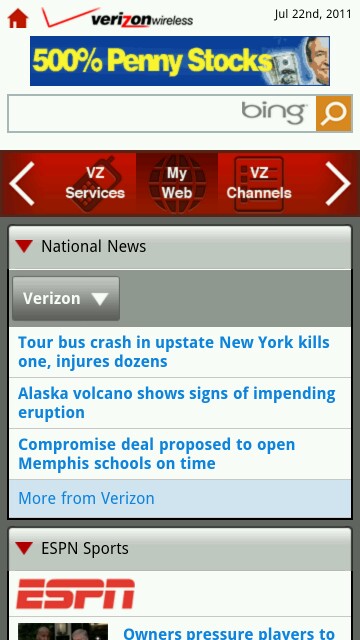 verizonwireless
Jul 22nd, 2011
500% Penny Stocks
bing
VZ
Services
My
Web
VZ
Channels
National News
Verizon
Tour bus crash in upstate New York kills
one, injures dozens
Alaska volcano shows signs of impending
eruption
Compromise deal proposed to open
Memphis schools on time
More from Verizon
ESPN Sports
ESPN
Owners pressure players to